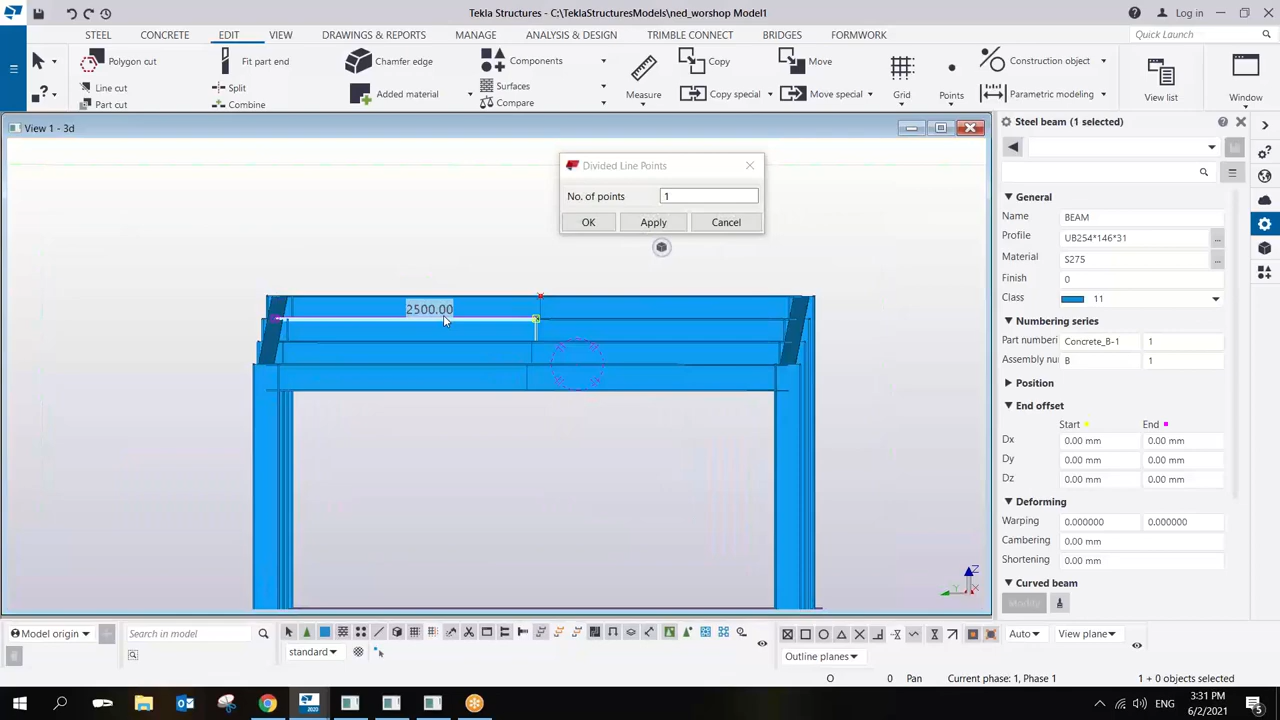 Tekla Structures - C:\TeklaStructuresModels\ned_workshop Model1
Log in
STEEL CONCRETE EDIT VIEW DRAWINGS & REPORTS MANAGE ANALYSIS & DESIGN TRIMBLE CONNECT BRIDGES FORMWORK
Quick Launch
Polygon cut
Line cut
Part cut
Fit part end
Split
Combine
Chamfer edge
Added material
Components
Surfaces
Compare
Measure
Copy
Copy special
Move
Move special
Grid
Points
Construction object
Parametric modeling
View list
Window
View 1 - 3d
Divided Line Points
No. of points 1
OK Apply Cancel
2500.00
Z
Y
X
Steel beam (1 selected)
General
Name BEAM
Profile UB254*146*31
Material S275
Finish 0
Class 11
Numbering series
Part numberi Concrete_B-1 1
Assembly nu B 1
Position
End offset
Start End
Dx 0.00 mm 0.00 mm
Dy 0.00 mm 0.00 mm
Dz 0.00 mm 0.00 mm
Deforming
Warping 0.000000 0.000000
Cambering 0.00 mm
Shortening 0.00 mm
Curved beam
Modify
Model origin
Search in model
standard
Auto
View plane
Outline planes
O 0 Pan Current phase: 1, Phase 1 1 + 0 objects selected
2020
ENG
3:31 PM
6/2/2021
5